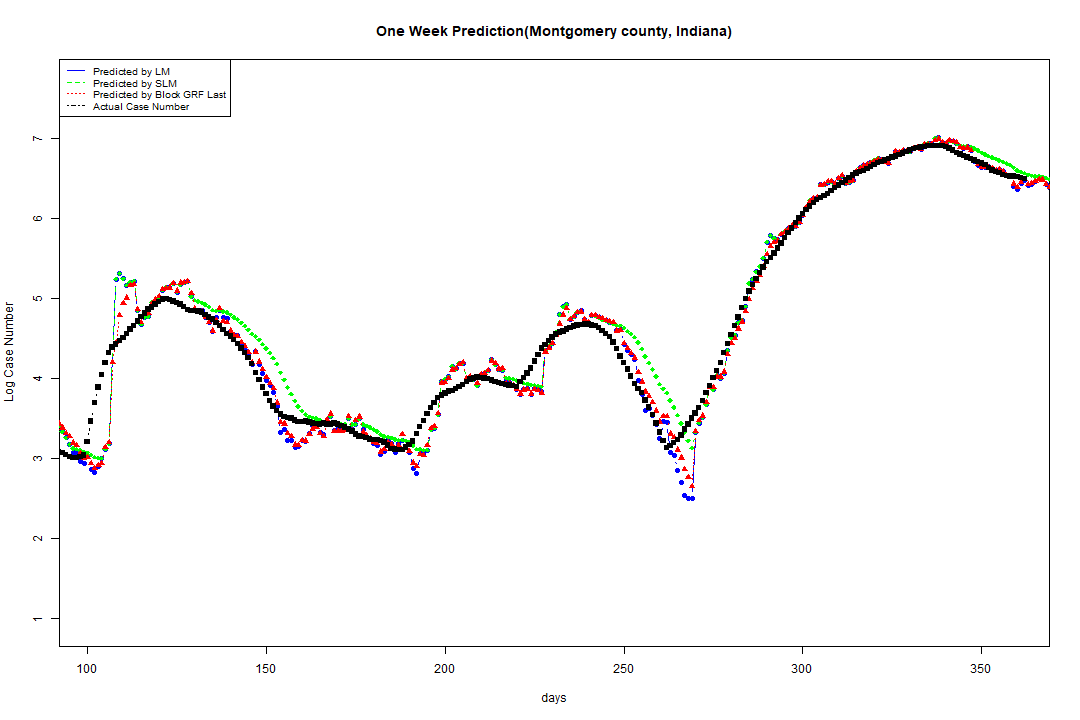 One Week Prediction(Montgomery county, Indiana)
Predicted by LM
Predicted by SLM
Predicted by Block GRF Last
Actual Case Number
Log Case Number
7
6
5
4
3
2
1
100 150 200 250 300 350
days